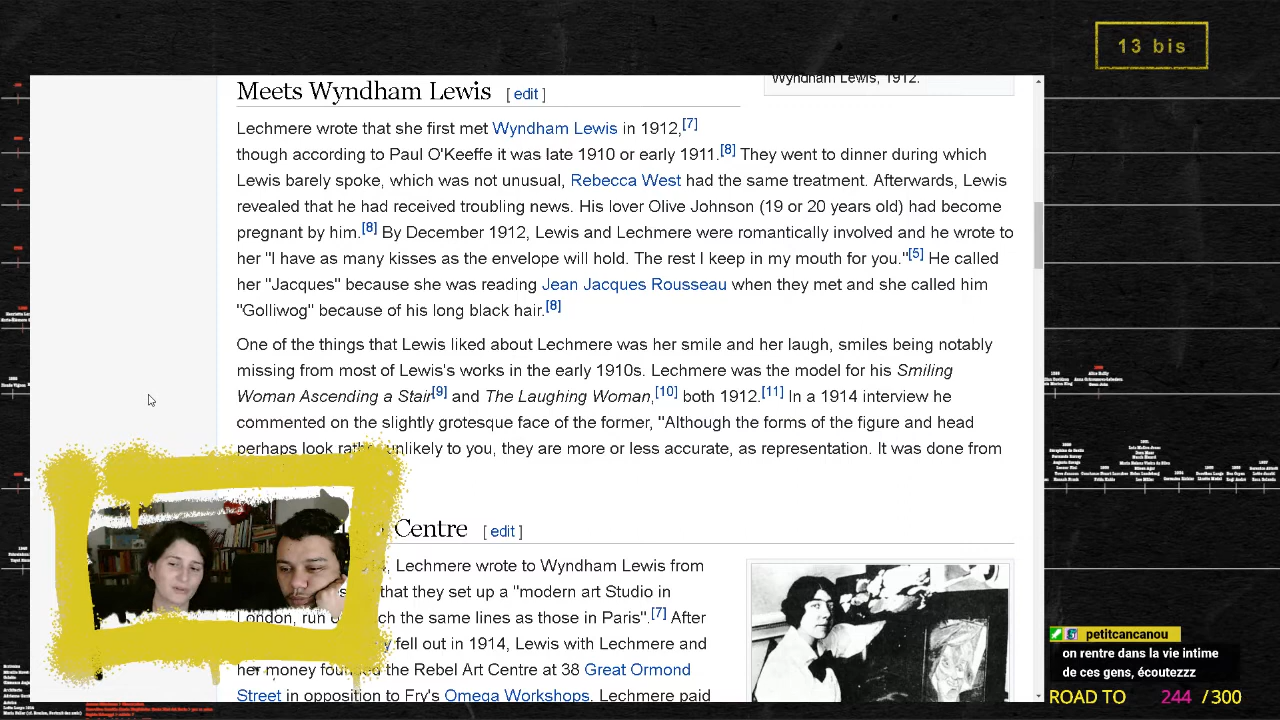 13 bis
Wyndham Lewis, 1912.
Meets Wyndham Lewis [ edit ]
Lechmere wrote that she first met Wyndham Lewis in 1912,[7]
though according to Paul O'Keeffe it was late 1910 or early 1911.[8] They went to dinner during which
Lewis barely spoke, which was not unusual, Rebecca West had the same treatment. Afterwards, Lewis
revealed that he had received troubling news. His lover Olive Johnson (19 or 20 years old) had become
pregnant by him.[8] By December 1912, Lewis and Lechmere were romantically involved and he wrote to
her "I have as many kisses as the envelope will hold. The rest I keep in my mouth for you."[5] He called
her "Jacques" because she was reading Jean Jacques Rousseau when they met and she called him
"Golliwog" because of his long black hair.[8]
One of the things that Lewis liked about Lechmere was her smile and her laugh, smiles being notably
missing from most of Lewis's works in the early 1910s. Lechmere was the model for his Smiling
Woman Ascending a Stair[9] and The Laughing Woman,[10] both 1912.[11] In a 1914 interview he
commented on the slightly grotesque face of the former, "Although the forms of the figure and head
perhaps look rather unlikely to you, they are more or less accurate, as representation. It was done from
Centre [ edit ]
, Lechmere wrote to Wyndham Lewis from
that they set up a "modern art Studio in
London, run ch the same lines as those in Paris".[7] After
fell out in 1914, Lewis with Lechmere and
her money founded the Rebel Art Centre at 38 Great Ormond
Street in opposition to Fry's Omega Workshops. Lechmere paid
petitcancanou
on rentre dans la vie intime
de ces gens, écoutezzz
ROAD TO 244 /300